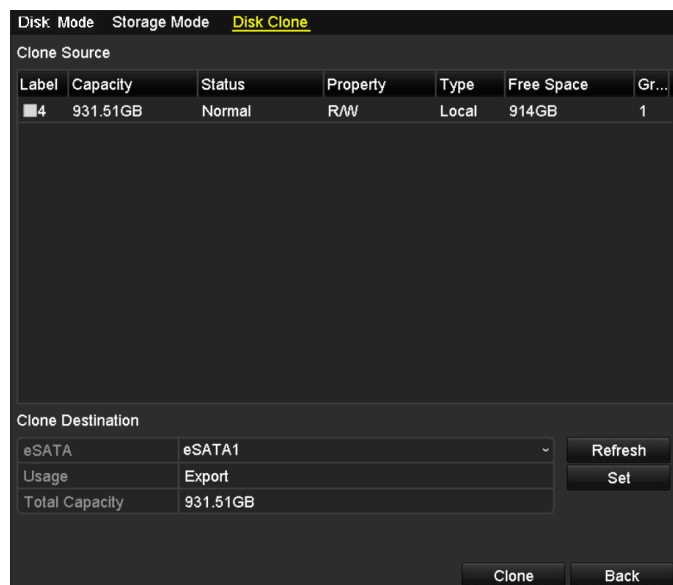 Disk Mode Storage Mode Disk Clone
Clone Source
Label Capacity Status Property Type Free Space Gr...
4 931.51GB Normal R/W Local 914GB 1
Clone Destination
eSATA eSATA1 Refresh
Usage Export Set
Total Capacity 931.51GB
Clone Back